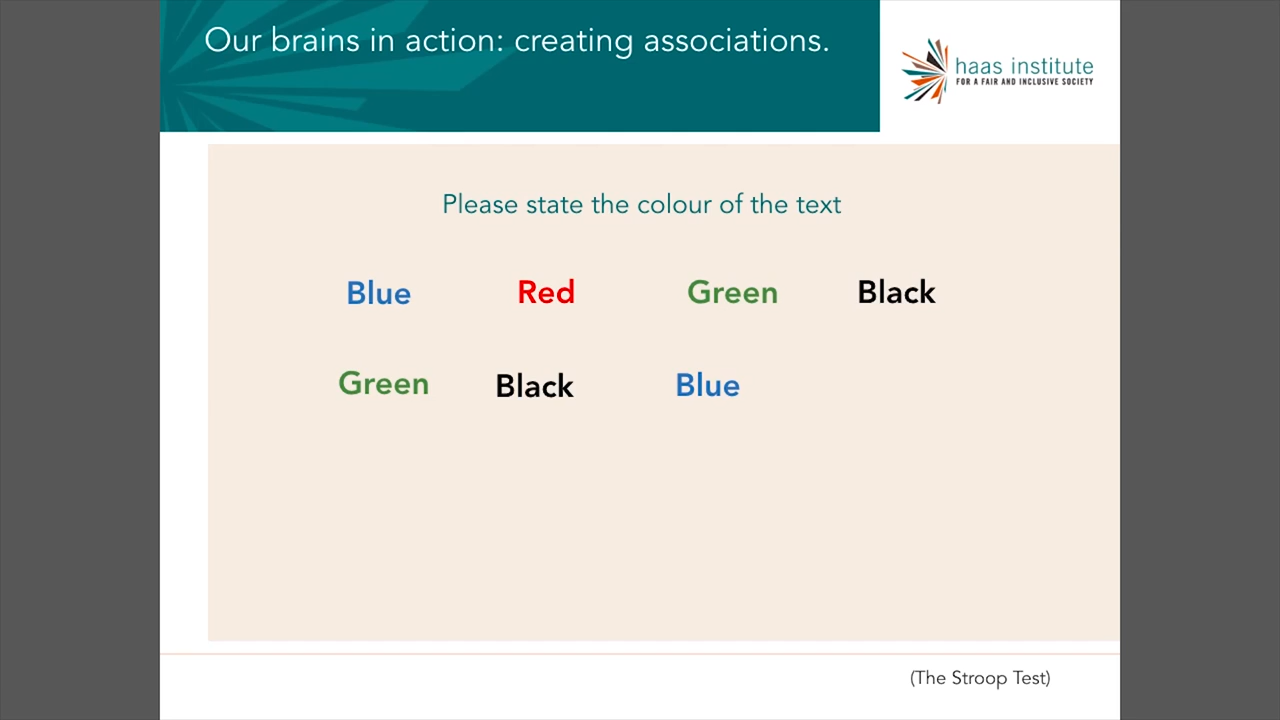 Our brains in action: creating associations.
haas institute
FOR A FAIR AND INCLUSIVE SOCIETY
Please state the colour of the text
Blue Red Green Black
Green Black Blue
(The Stroop Test)